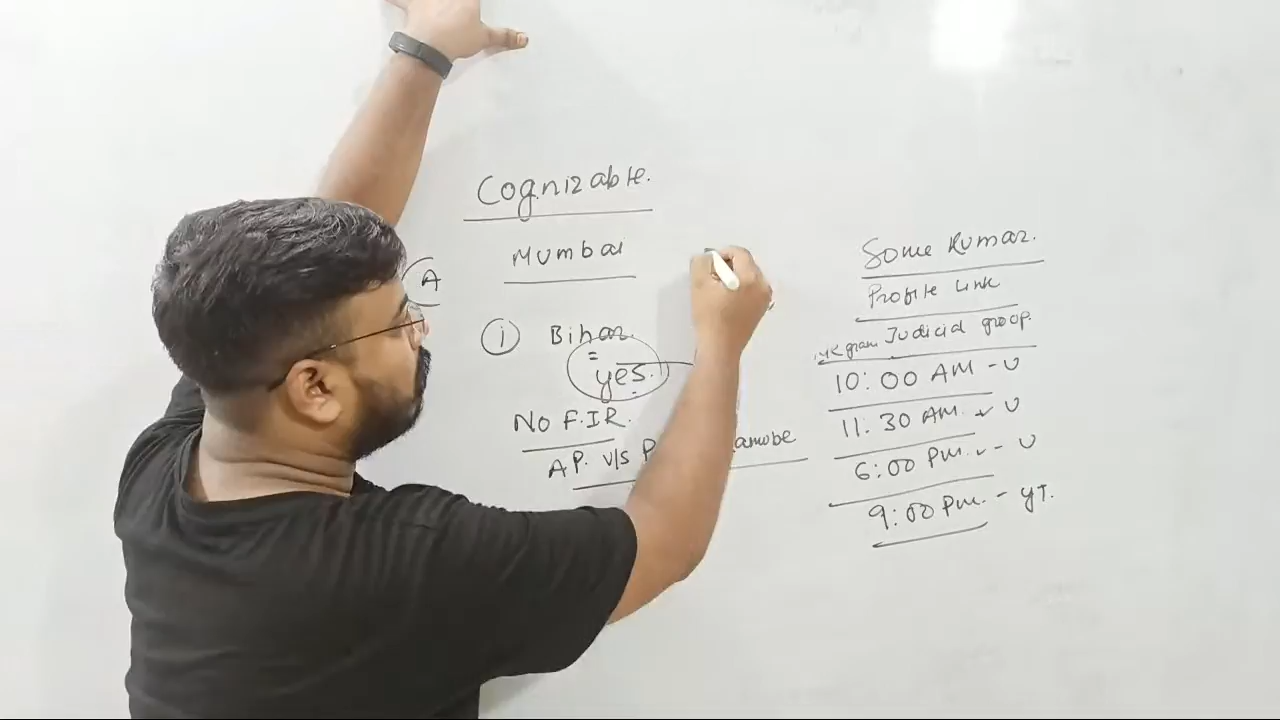 Cognizable.
Mumbai
A
i Bihar.
= yes.
No F.I.R.
AP. v/s P
Some Kumar.
Profile Link
gram Judicial group.
10:00 AM - U
11.30 AM. U
6:00 Pm. - U
9:00 Pm. - YT.